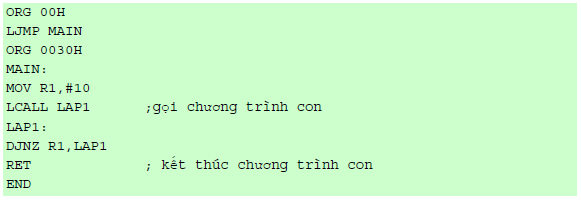 ORG 00H
LJMP MAIN
ORG 0030H
MAIN:
MOV R1,#10
LCALL LAP1 ;gọi chương trình con
LAP1:
DJNZ R1,LAP1
RET ; kết thúc chương trình con
END